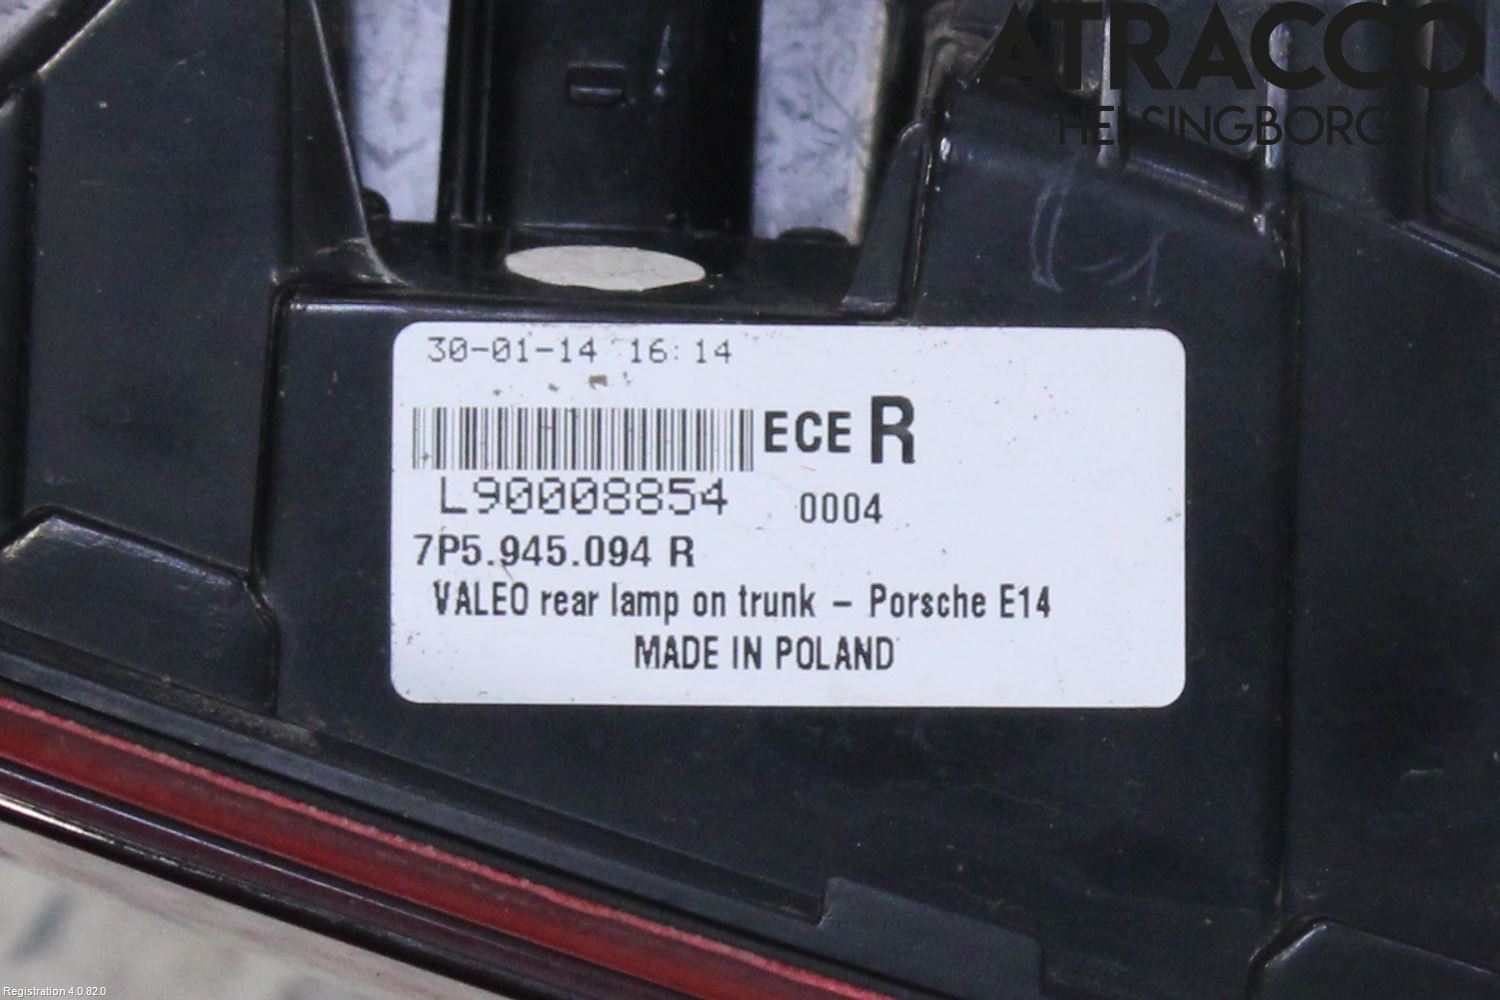 ATRACCO
HELSINGBORG
30-01-14 16:14
ECE R
L90008854 0004
7P5.945.094 R
VALEO rear lamp on trunk – Porsche E14
MADE IN POLAND
Registration 4.0.82.0